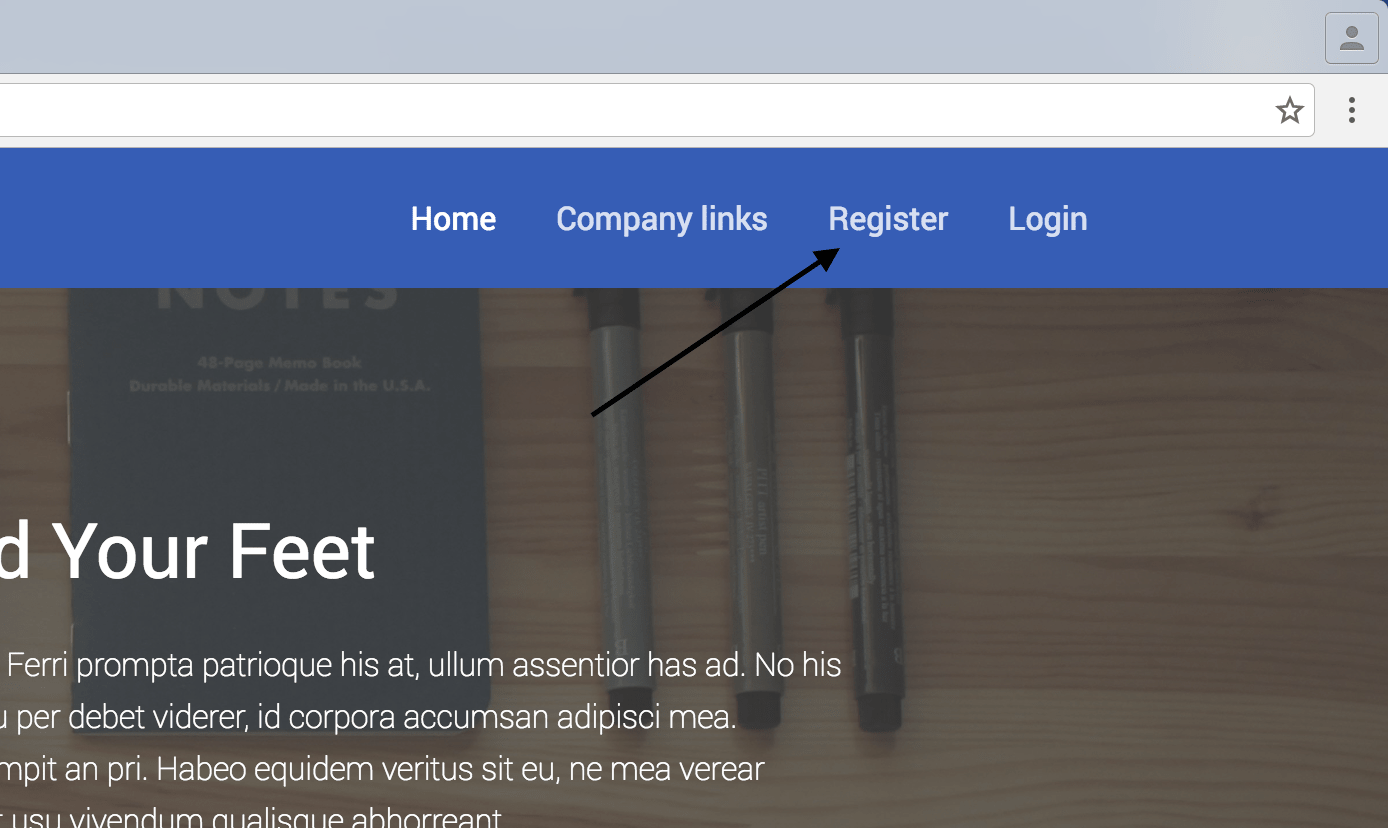 Home Company links Register Login
NOTES
48-Page Memo Book
Durable Materials / Made in the U.S.A.
d Your Feet
Ferri prompta patrioque his at, ullum assentior has ad. No his
u per debet viderer, id corpora accumsan adipisci mea.
mpit an pri. Habeo equidem veritus sit eu, ne mea verear
t usu vivendum qualisque abhorreant